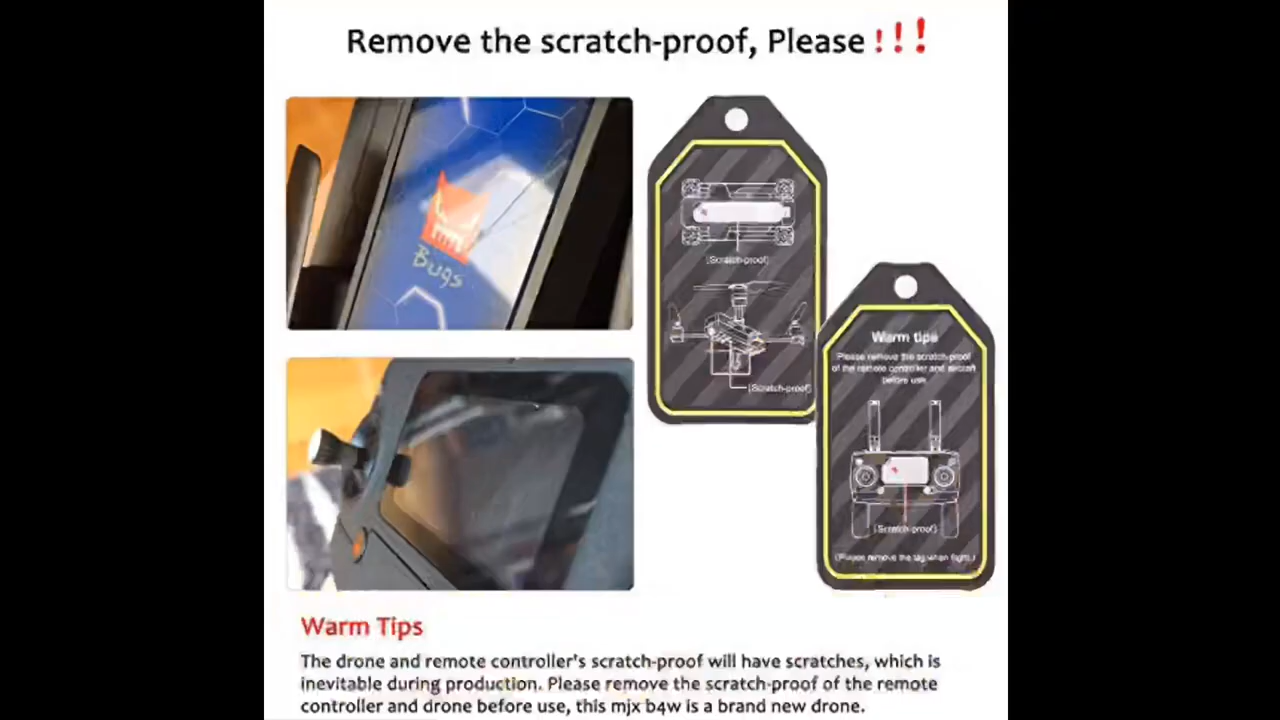 Remove the scratch-proof, Please !!!
Bugs
(Scratch-proof)
(Scratch-proof)
Warm tips
Please remove the scratch-proof
of the remote controller and aircraft
before use
(Scratch-proof)
(Please remove the tag when flight.)
Warm Tips
The drone and remote controller's scratch-proof will have scratches, which is
inevitable during production. Please remove the scratch-proof of the remote
controller and drone before use, this mjx b4w is a brand new drone.